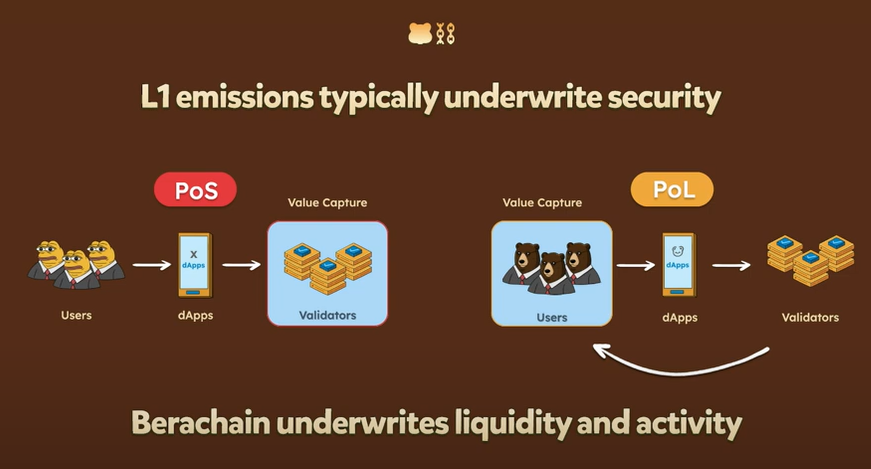 L1 emissions typically underwrite security
PoS
PoL
Value Capture
Value Capture
X
dApps
dApps
Users
dApps
Validators
Users
dApps
Validators
Berachain underwrites liquidity and activity